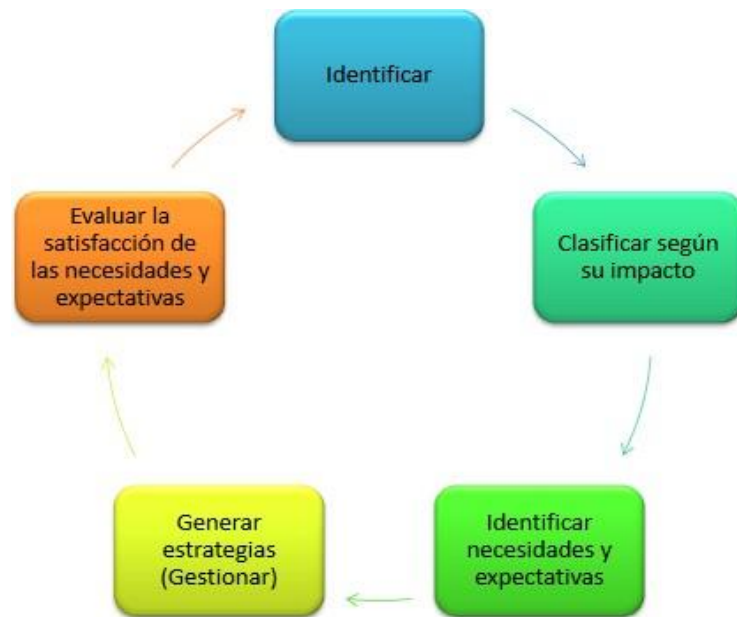 Identificar
Clasificar según
su impacto
Identificar
necesidades y
expectativas
Generar
estrategias
(Gestionar)
Evaluar la
satisfacción de
las necesidades y
expectativas